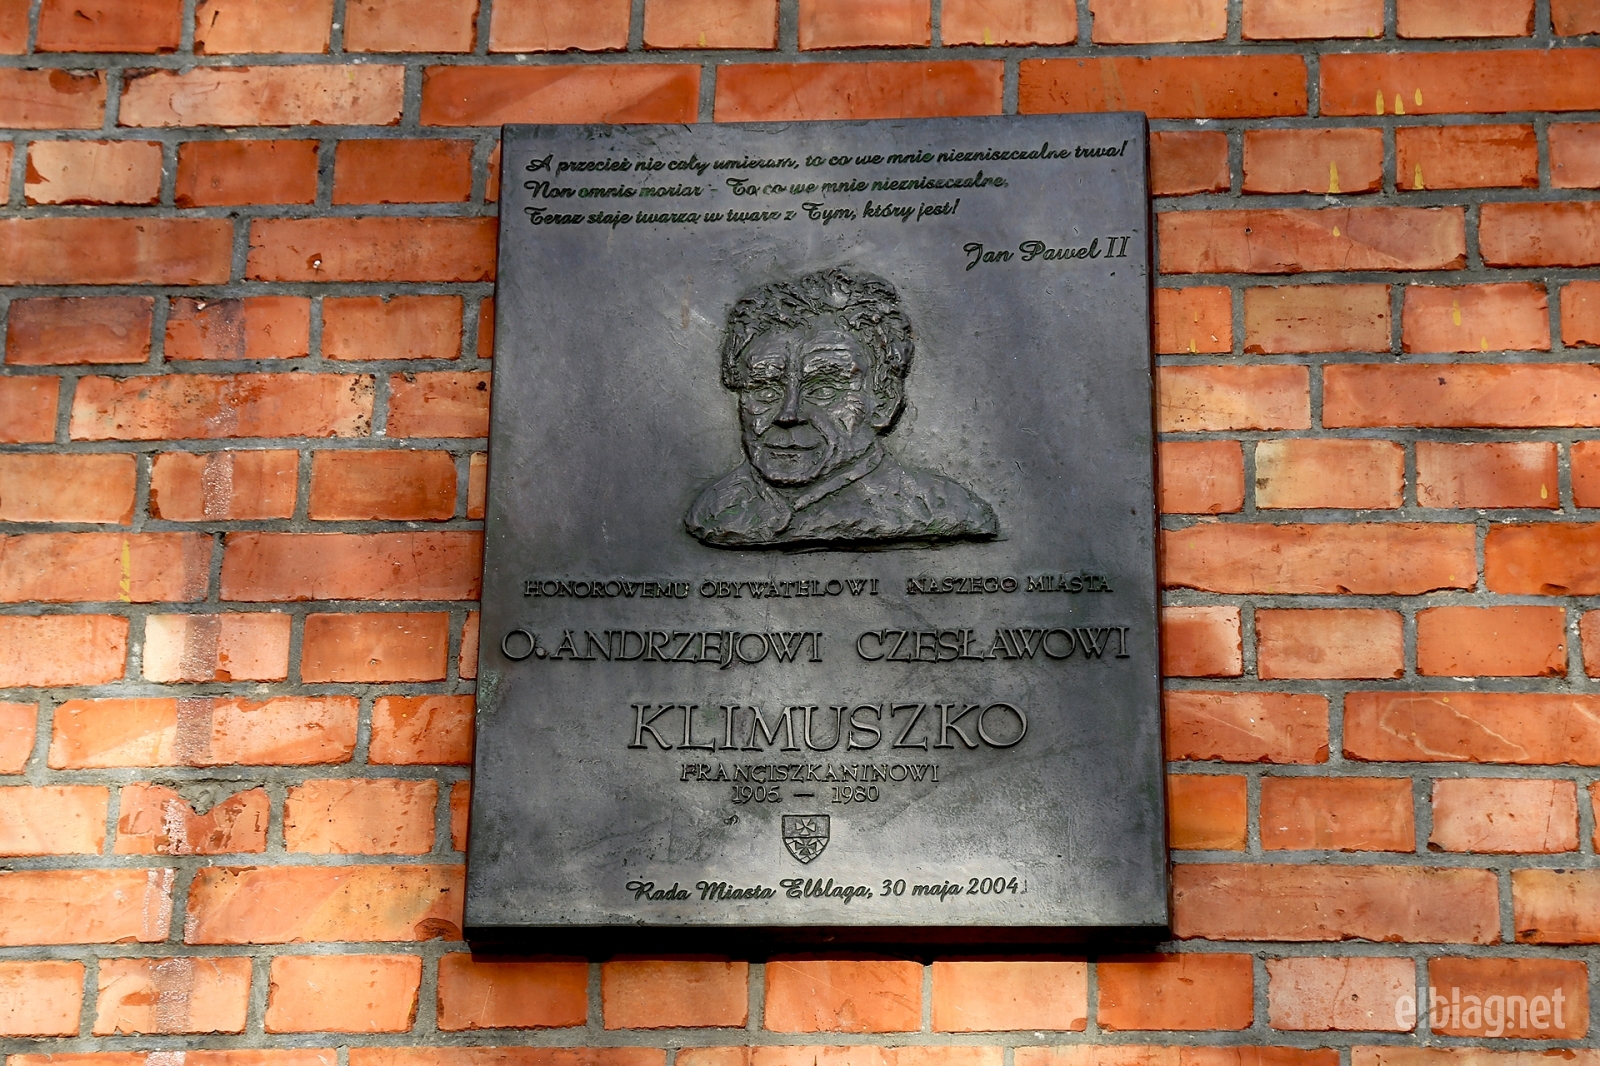 A przecież nie cały umieram, to co we mnie niezniszczalne trwa!
Non omnis moriar - To co we mnie niezniszczalne,
Teraz staje twarzą w twarz z Tym, który jest!
Jan Paweł II
HONOROWEMU OBYWATELOWI NASZEGO MIASTA
O. ANDRZEJOWI CZESŁAWOWI
KLIMUSZKO
FRANCISZKANINOWI
1905 – 1980
Rada Miasta Elbląga, 30 maja 2004
elblag.net